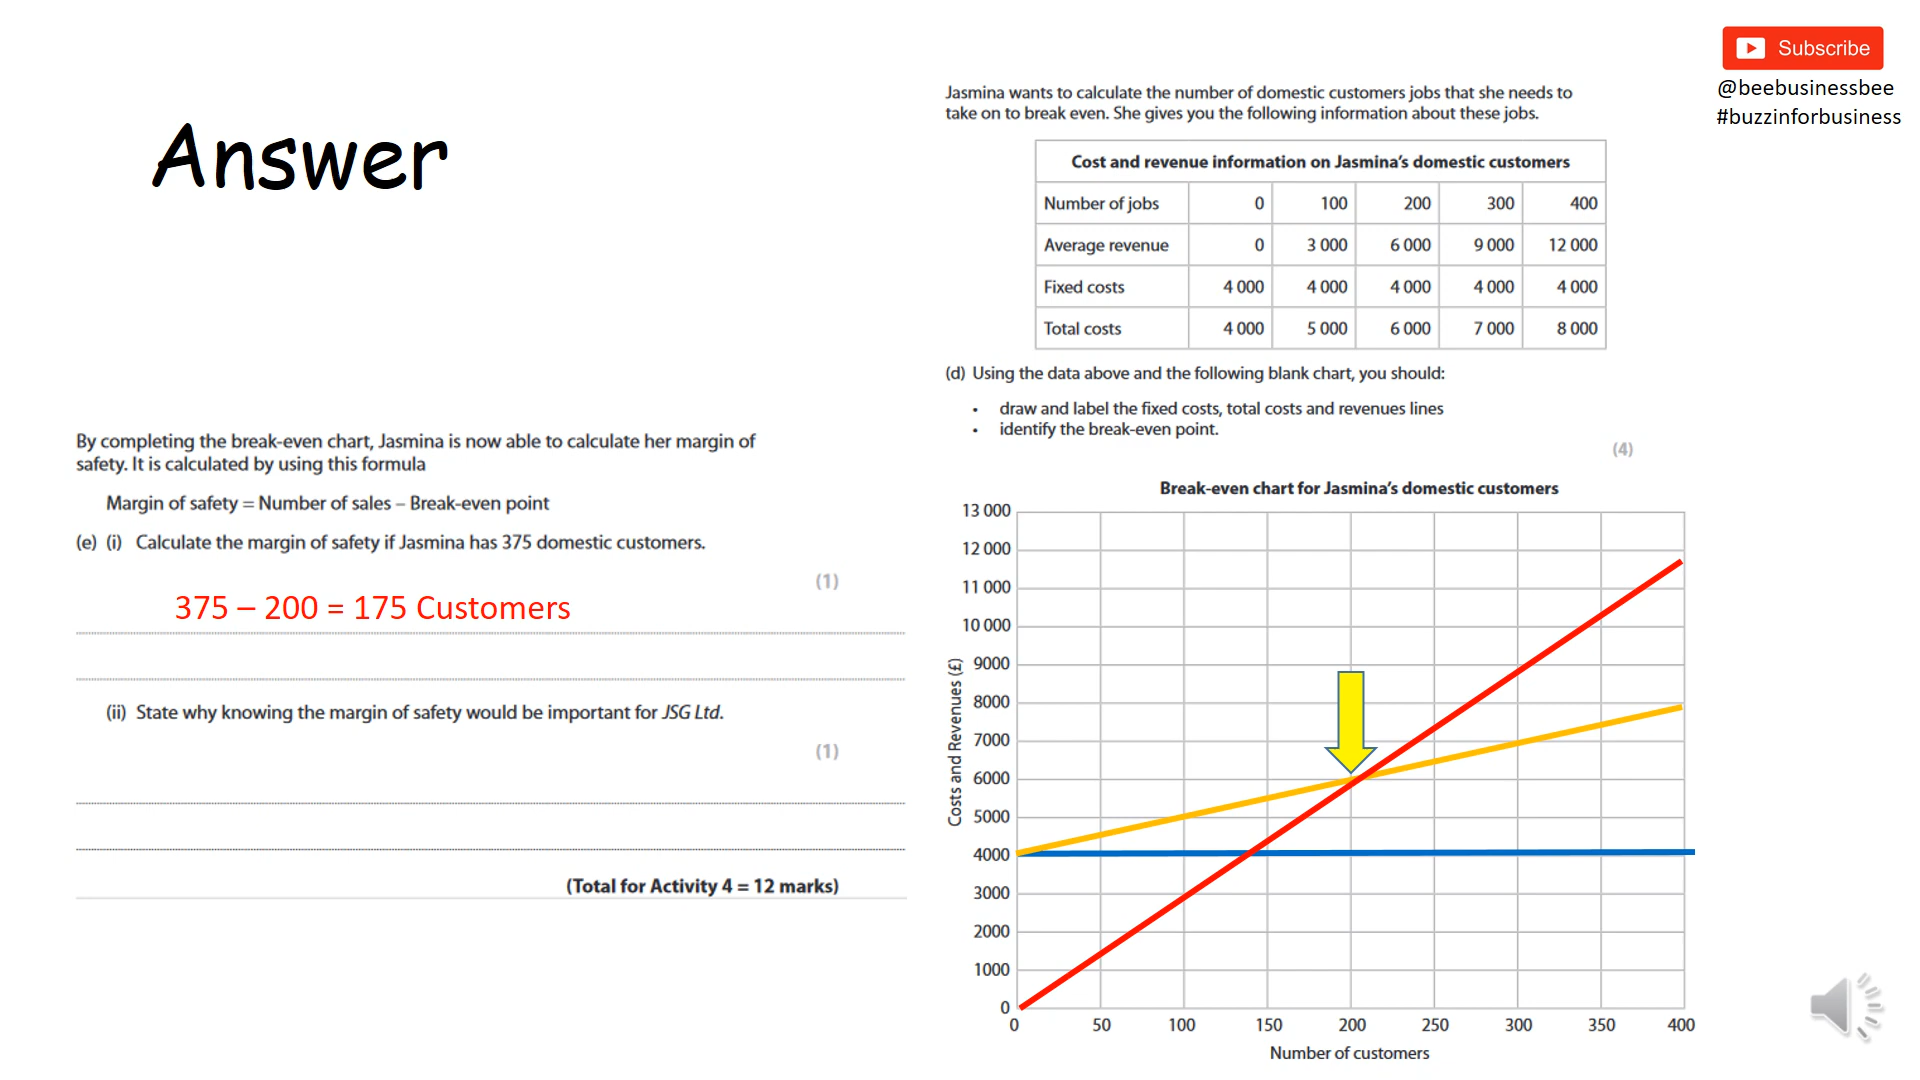 Answer
By completing the break-even chart, Jasmina is now able to calculate her margin of
safety. It is calculated by using this formula
Margin of safety = Number of sales – Break-even point
(e) (i) Calculate the margin of safety if Jasmina has 375 domestic customers.
(1)
375 – 200 = 175 Customers
(ii) State why knowing the margin of safety would be important for JSG Ltd.
(1)
(Total for Activity 4 = 12 marks)
Subscribe
@beebusinessbee
#buzzinforbusiness
Jasmina wants to calculate the number of domestic customers jobs that she needs to
take on to break even. She gives you the following information about these jobs.
Cost and revenue information on Jasmina's domestic customers
Number of jobs 0 100 200 300 400
Average revenue 0 3 000 6 000 9 000 12 000
Fixed costs 4 000 4 000 4 000 4 000 4 000
Total costs 4 000 5 000 6 000 7 000 8 000
(d) Using the data above and the following blank chart, you should:
• draw and label the fixed costs, total costs and revenues lines
• identify the break-even point.
(4)
Break-even chart for Jasmina's domestic customers
Costs and Revenues (£)
13 000
12 000
11 000
10 000
9000
8000
7000
6000
5000
4000
3000
2000
1000
0
0 50 100 150 200 250 300 350 400
Number of customers